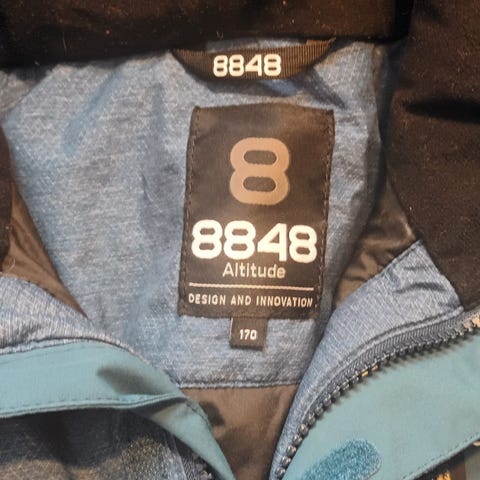 8848
8
8848
Altitude
DESIGN AND INNOVATION
170